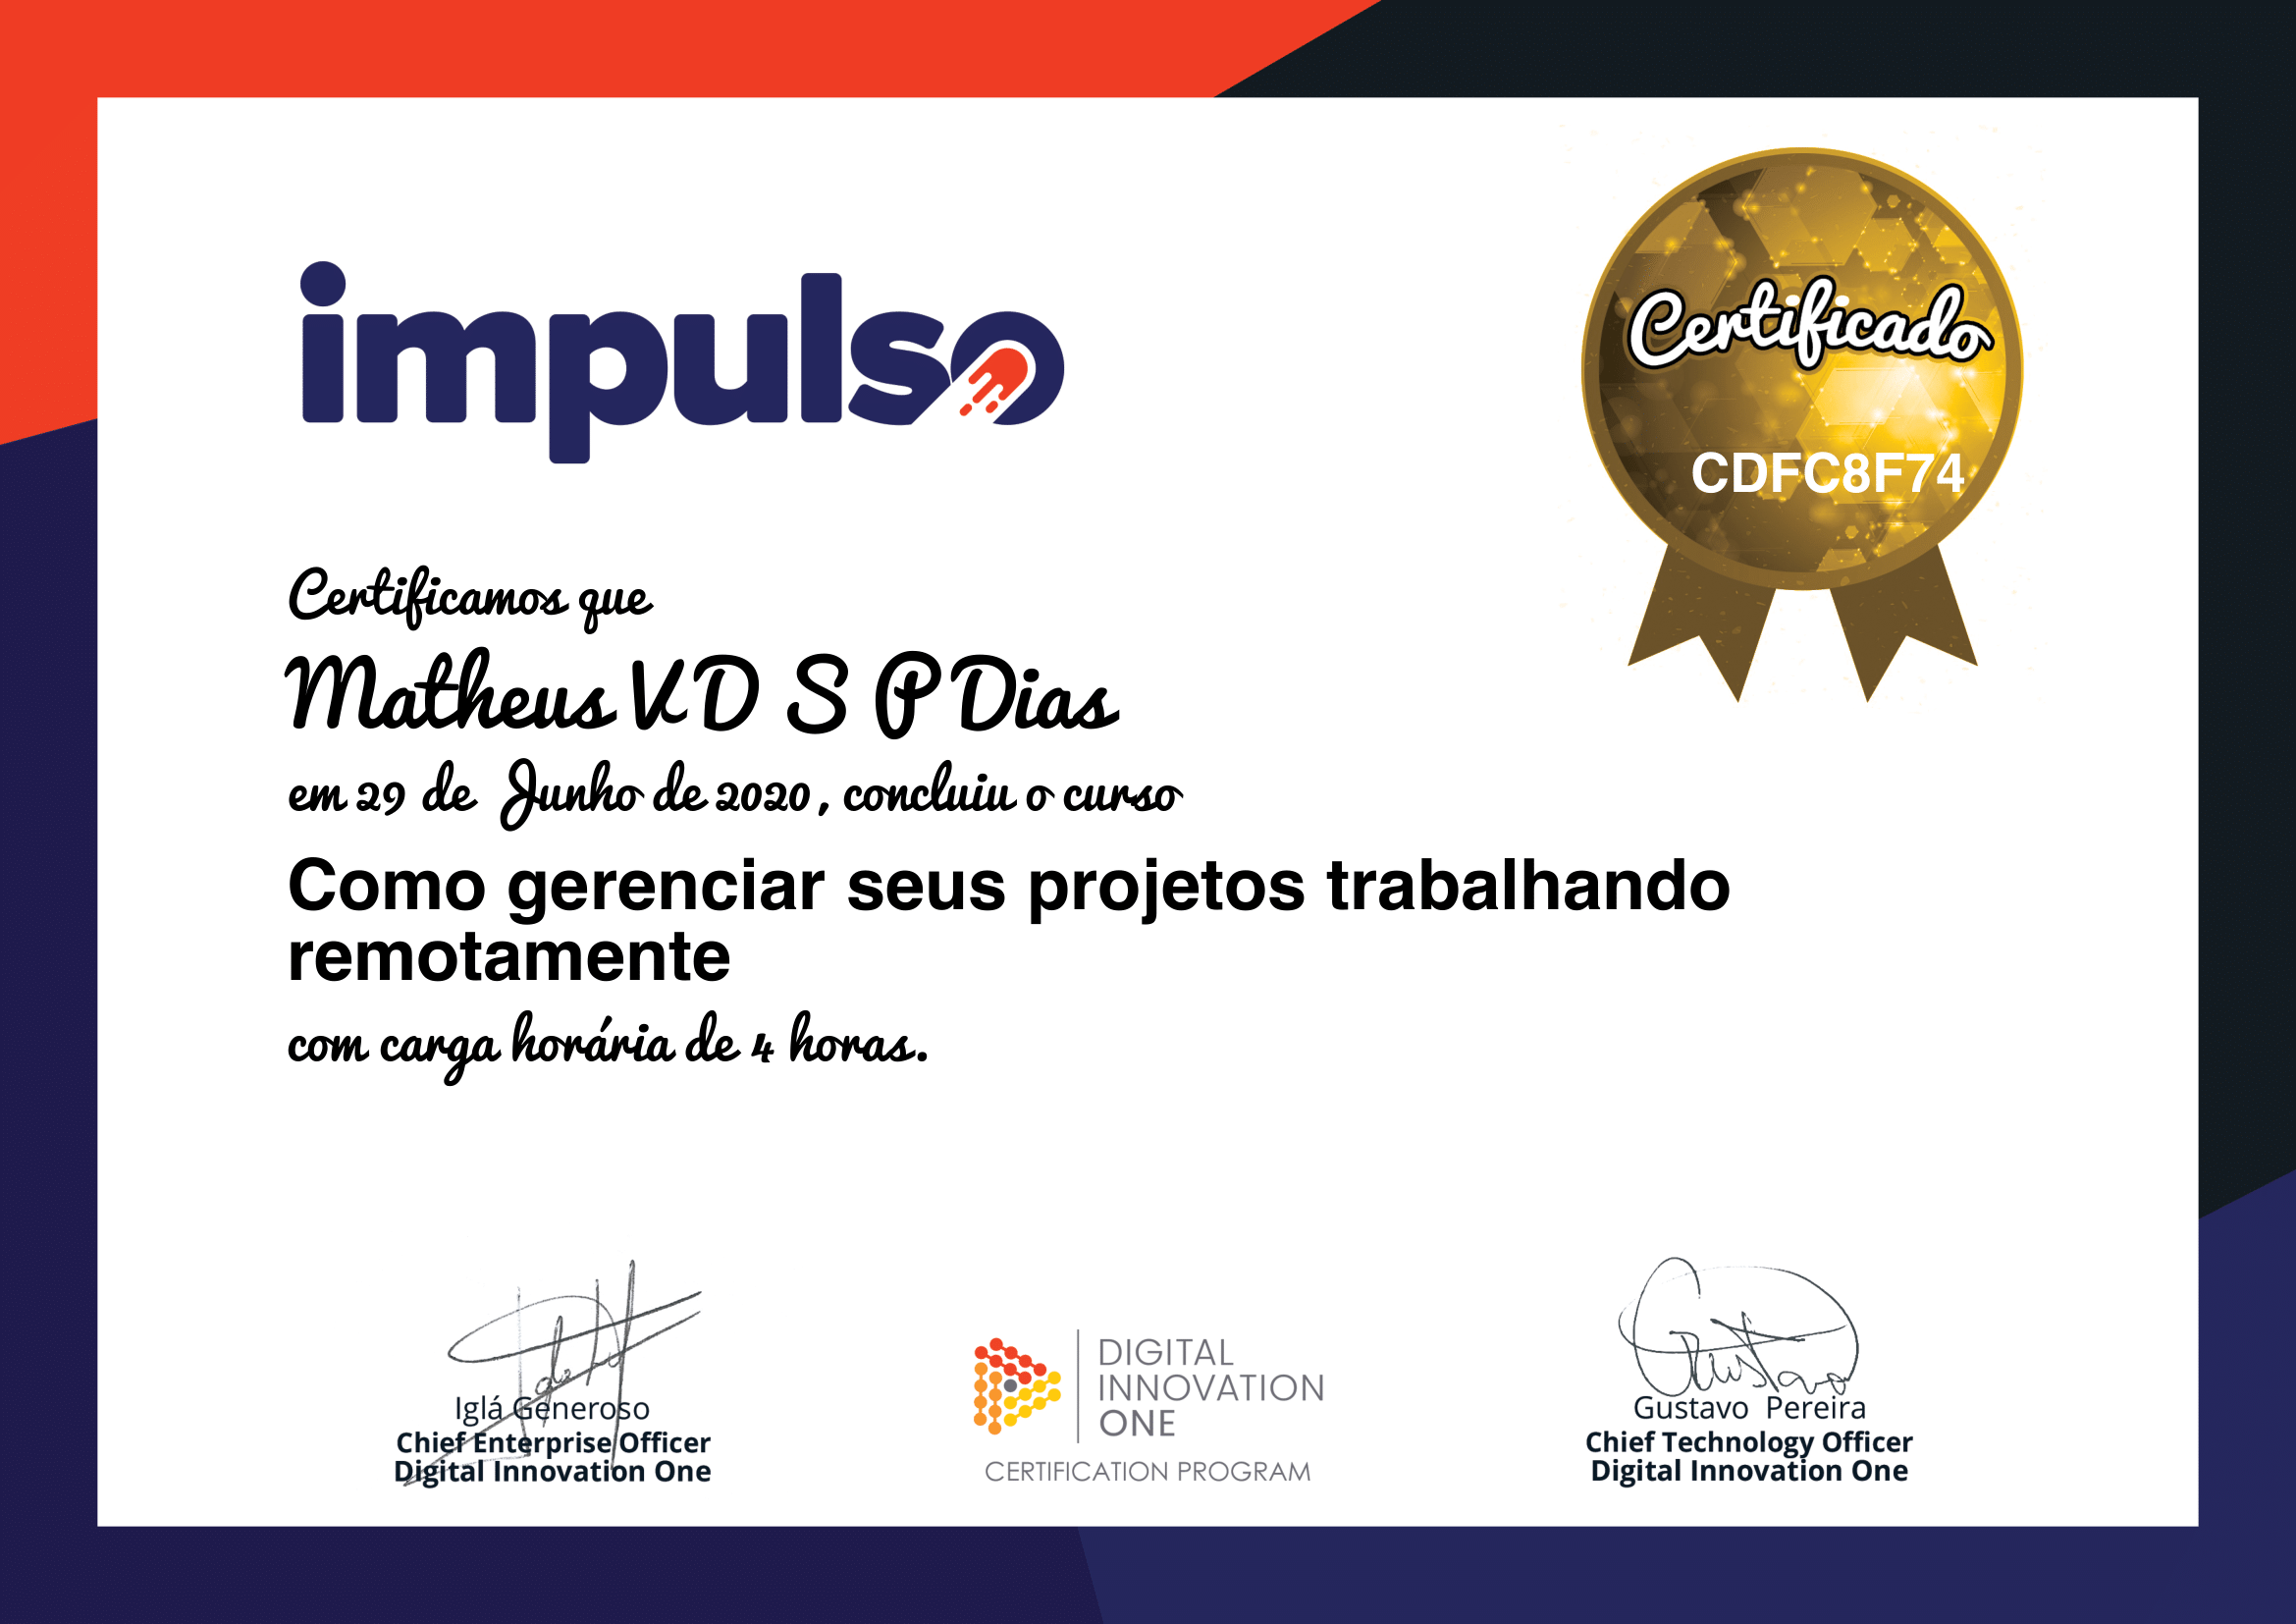 impulso
Certificado
CDFC8F74
Certificamos que
Matheus V D S P Dias
em 29 de Junho de 2020, concluiu o curso
Como gerenciar seus projetos trabalhando
remotamente
com carga horária de 4 horas.
Iglá Generoso
Chief Enterprise Officer
Digital Innovation One
DIGITAL
INNOVATION
ONE
CERTIFICATION PROGRAM
Gustavo
Gustavo Pereira
Chief Technology Officer
Digital Innovation One